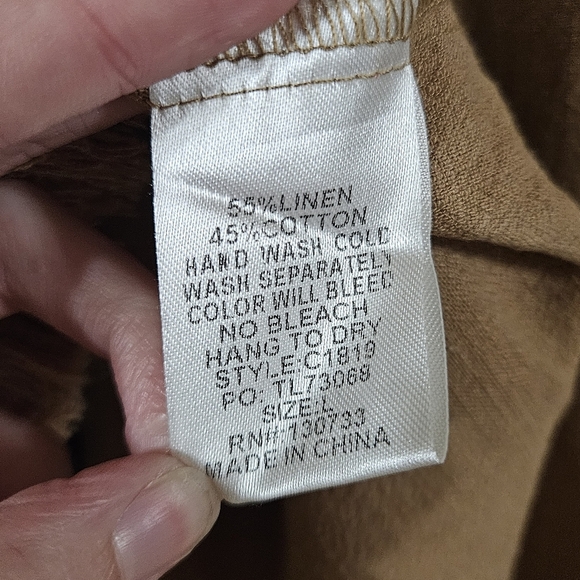 55%LINEN
45%COTTON
HAND WASH COLD
WASH SEPARATELY
COLOR WILL BLEED
NO BLEACH
HANG TO DRY
STYLE:C1819
PO: TL73068
SIZE:L
RN#:130733
MADE IN CHINA